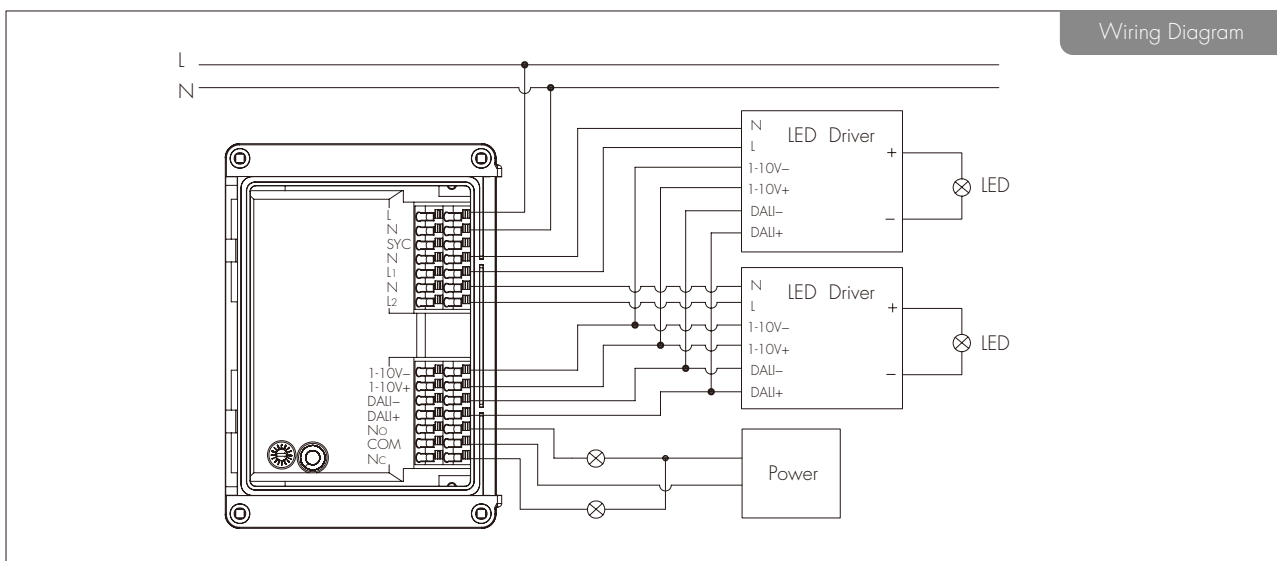 Wiring Diagram
L
N
L
N
SYC
N
L1
N
L2
1-10V–
1-10V+
DALI–
DALI+
NO
COM
NC
N
L
1-10V–
1-10V+
DALI–
DALI+
LED Driver
+
–
LED
N
L
1-10V–
1-10V+
DALI–
DALI+
LED Driver
+
–
LED
Power